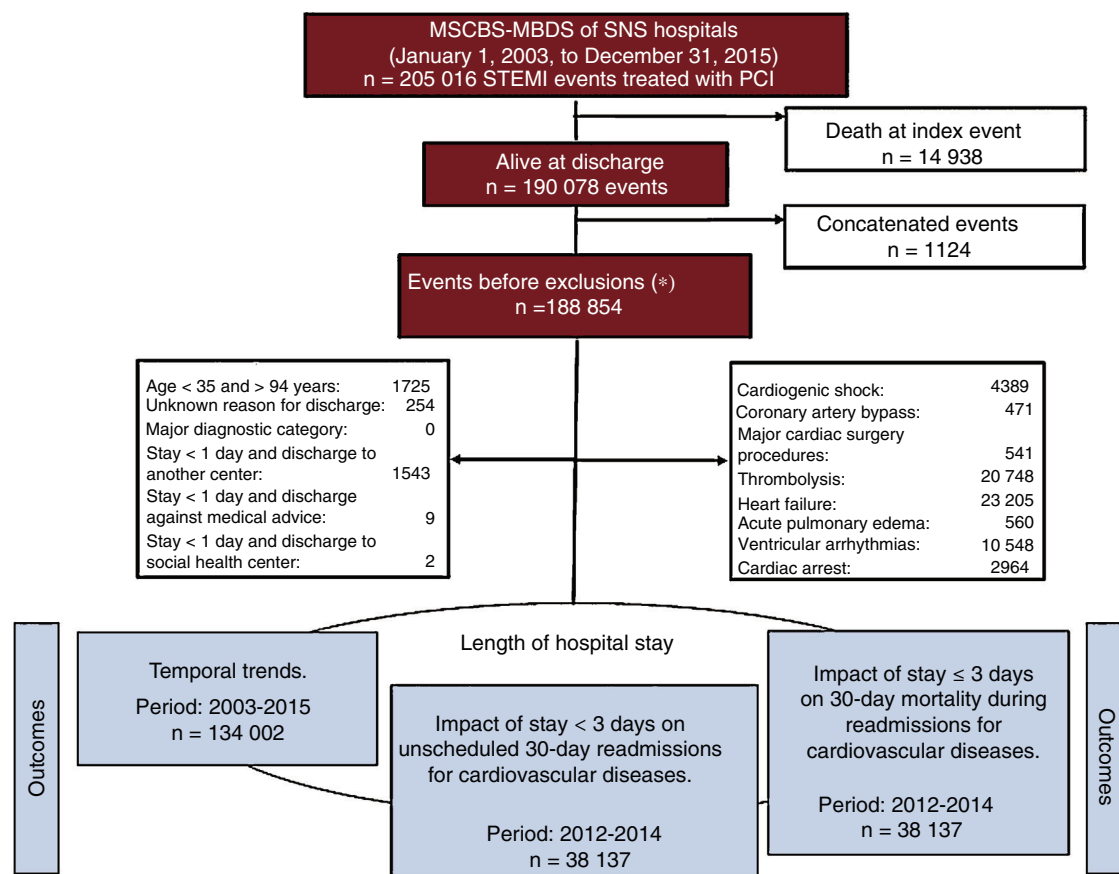 MSCBS-MBDS of SNS hospitals
(January 1, 2003, to December 31, 2015)
n = 205 016 STEMI events treated with PCI
Death at index event
n = 14 938
Alive at discharge
n = 190 078 events
Concatenated events
n = 1124
Events before exclusions (*)
n =188 854
Age < 35 and > 94 years: 1725
Unknown reason for discharge: 254
Major diagnostic category: 0
Stay < 1 day and discharge to
another center: 1543
Stay < 1 day and discharge
against medical advice: 9
Stay < 1 day and discharge to
social health center: 2
Cardiogenic shock: 4389
Coronary artery bypass: 471
Major cardiac surgery
procedures: 541
Thrombolysis: 20 748
Heart failure: 23 205
Acute pulmonary edema: 560
Ventricular arrhythmias: 10 548
Cardiac arrest: 2964
Outcomes
Length of hospital stay
Temporal trends.
Period: 2003-2015
n = 134 002
Impact of stay < 3 days on
unscheduled 30-day readmissions
for cardiovascular diseases.
Period: 2012-2014
n = 38 137
Impact of stay ≤ 3 days
on 30-day mortality during
readmissions for
cardiovascular diseases.
Period: 2012-2014
n = 38 137
Outcomes